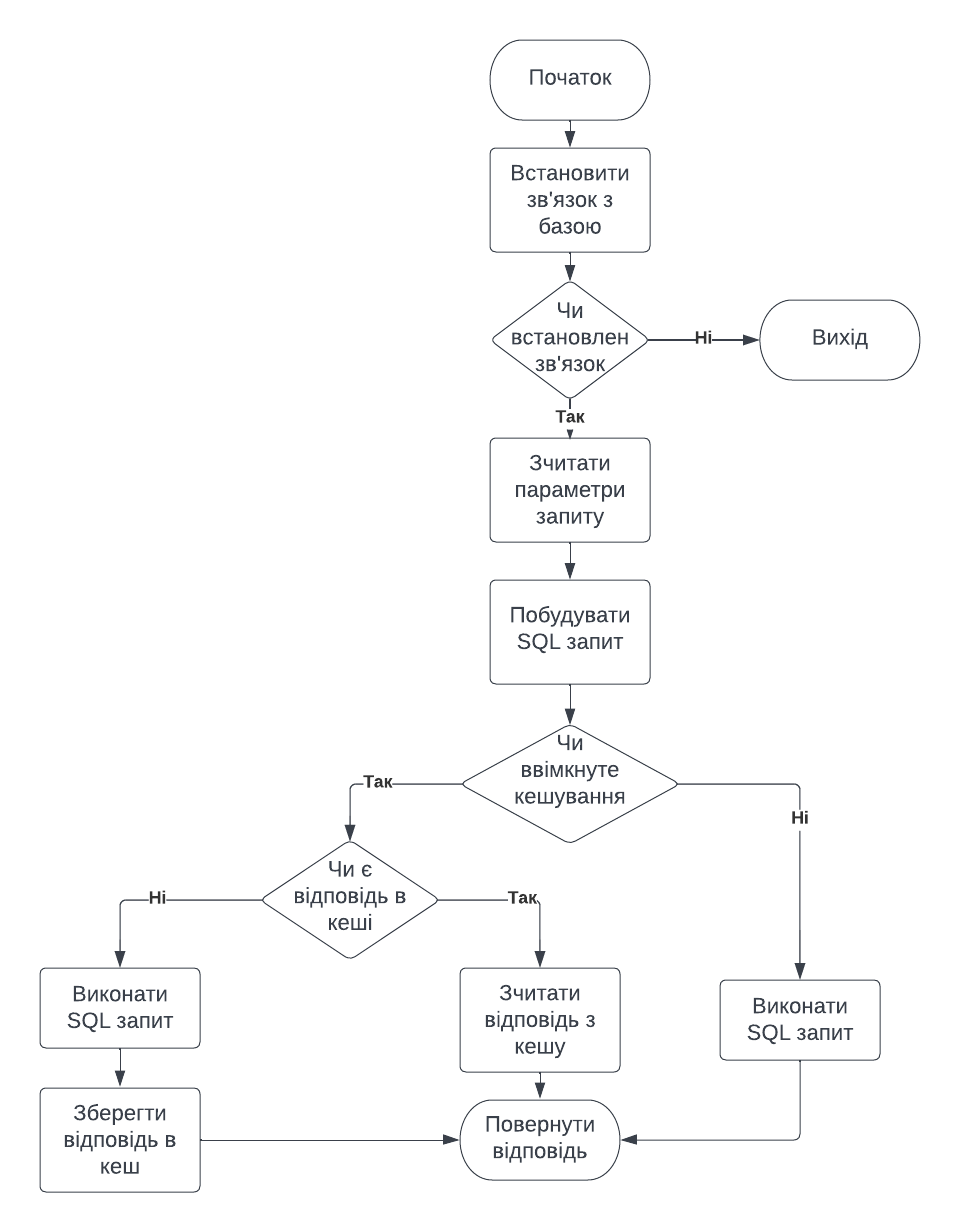 Початок
Встановити
зв'язок з
базою
Чи
встановлен
зв'язок
Ні
Вихід
Так
Зчитати
параметри
запиту
Побудувати
SQL запит
Чи
ввімкнуте
кешування
Так
Ні
Чи є
відповідь в
кеші
Ні
Так
Виконати
SQL запит
Зчитати
відповідь з
кешу
Виконати
SQL запит
Зберегти
відповідь в
кеш
Повернути
відповідь